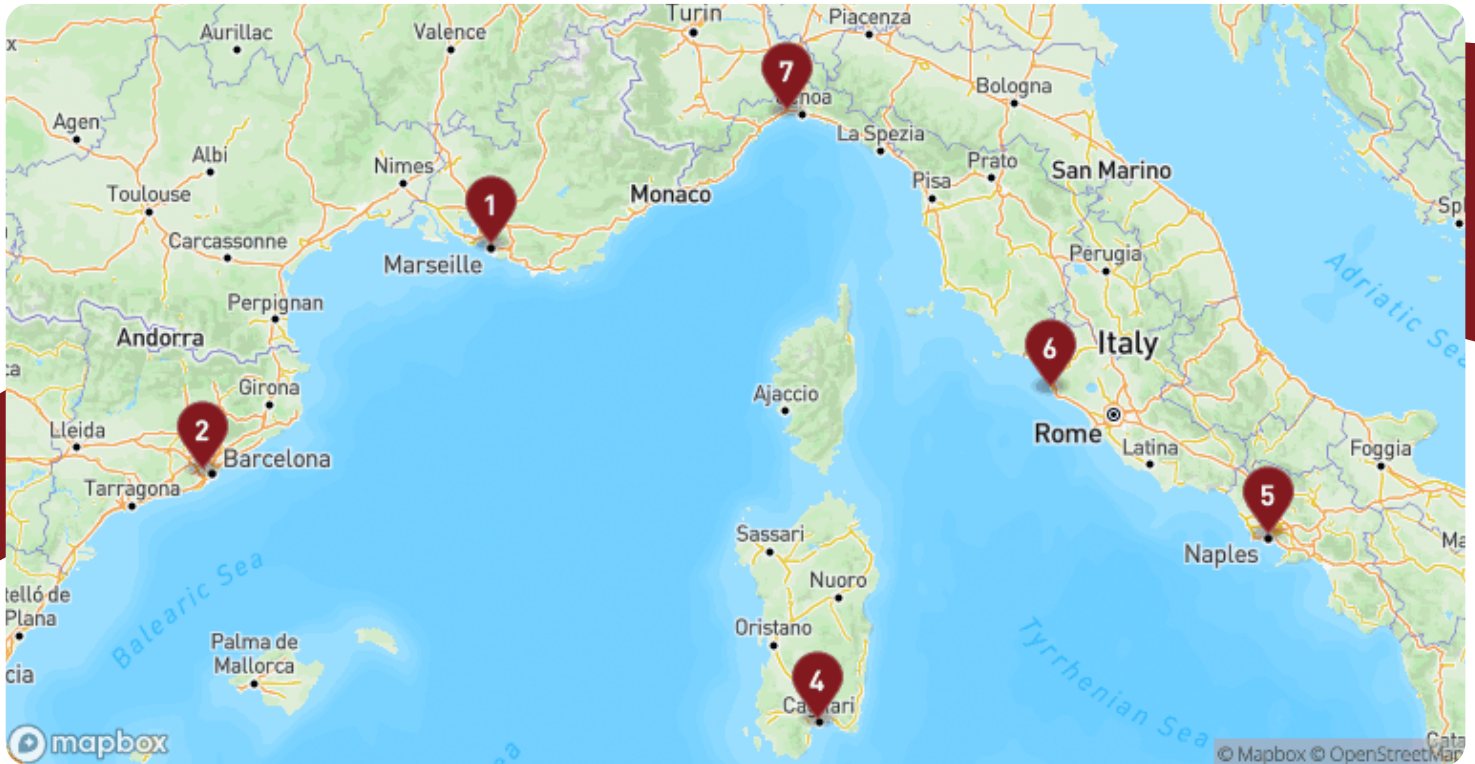 Turin
Piacenza
Aurillac
Valence
7
Bologna
La Spezia
Agen
Albi
Nimes
Prato
San Marino
Pisa
Monaco
Toulouse
1
Carcassonne
Marseille
Perugia
Adriatic Sea
Perpignan
Andorra
6
Italy
Girona
Ajaccio
2
Lleida
Barcelona
Rome
Latina
Foggia
Tarragona
5
Sassari
Naples
Balearic Sea
Nuoro
Oristano
Palma de
Mallorca
Tyrrhenian Sea
4
Cagliari
mapbox
© Mapbox © OpenStreetMap